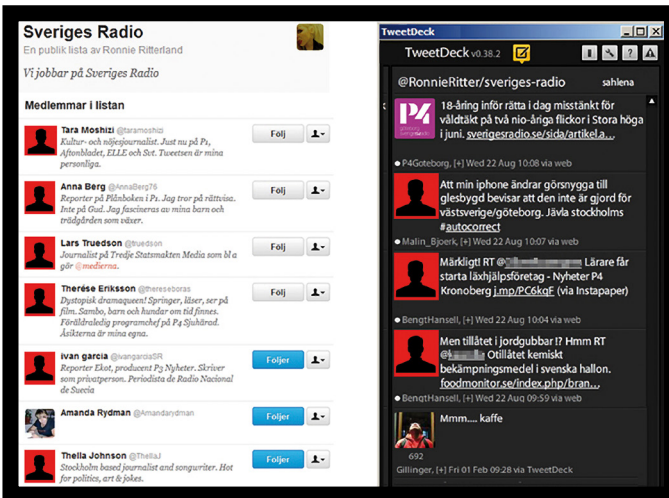 Sveriges Radio
En publik lista av Ronnie Ritterland
Vi jobbar på Sveriges Radio
Medlemmar i listan
Tara Moshizi @taramoshizi
Kultur- och nöjesjournalist. Just nu på P1,
Aftonbladet, ELLE och Svt. Tweetsen är mina
personliga.
Följ
Anna Berg @AnnaBerg76
Reporter på Plånboken i P1. Jag tror på rättvisa.
Inte på Gud. Jag fascineras av mina barn och
trädgården som växer.
Följ
Lars Truedson @truedson
Journalist på Tredje Statsmakten Media som bl a
gör @medierna.
Följ
Therése Eriksson @thereseboras
Dystopisk dramaqueen! Springer, läser, ser på
film. Sambo, barn och hundar om tid finnes.
Föräldraledig programchef på P4 Sjuhärad.
Åsikterna är mina egna.
Följ
ivan garcia @ivangarciaSR
Reporter Ekot, producent P3 Nyheter. Skriver
som privatperson. Periodista de Radio Nacional
de Suecia
Följer
Amanda Rydman @Amandarydman
Följer
Thella Johnson @ThellaJ
Stockholm based journalist and songwriter. Hot
for politics, art & jokes.
Följer
TweetDeck
TweetDeck v0.38.2
@RonnieRitter/sveriges-radio sahlena
P4
göteborg
sverigesradio
18-åring inför rätta i dag misstänkt för
våldtäkt på två nio-åriga flickor i Stora höga
i juni. sverigesradio.se/sida/artikel.a...
P4Goteborg, [+] Wed 22 Aug 10:08 via web
Att min iphone ändrar görsnygga till
glesbygd bevisar att den inte är gjord för
västsverige/göteborg. Jävla stockholms
#autocorrect
Malin_Bjoerk, [+] Wed 22 Aug 10:07 via web
Märkligt! RT @ Lärare får
starta läxhjälpsföretag - Nyheter P4
Kronoberg j.mp/PC6kqF (via Instapaper)
BengtHansell, [+] Wed 22 Aug 10:04 via web
Men tillåtet i jordgubbar !? Hmm RT
@ Otillåtet kemiskt
bekämpningsmedel i svenska hallon.
foodmonitor.se/index.php/bran...
BengtHansell, [+] Wed 22 Aug 09:59 via web
Mmm.... kaffe
692
Gillinger, [+] Fri 01 Feb 09:28 via TweetDeck